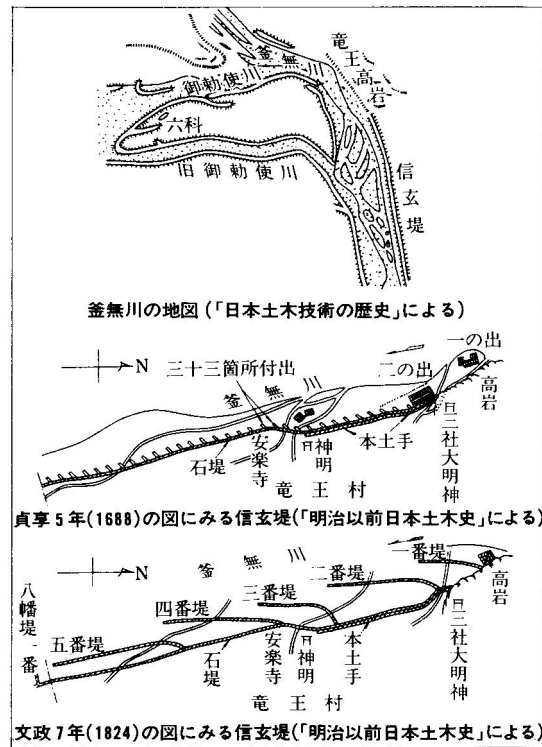 釜無川
御勅使川
竜王高岩
六科
旧御勅使川
信玄堤
釜無川の地図(「日本土木技術の歴史」による)
N
三十三箇所付出
釜無川
一の出
二の出
高岩
石堤
安楽寺
神明
本土手
三社大明神
竜王村
貞享5年(1688)の図にみる信玄堤(「明治以前日本土木史」による)
N
釜無川
一番堤
二番堤
三番堤
四番堤
五番堤
八幡堤一番
高岩
石堤
安楽寺
神明
本土手
三社大明神
竜王村
文政7年(1824)の図にみる信玄堤(「明治以前日本土木史」による)